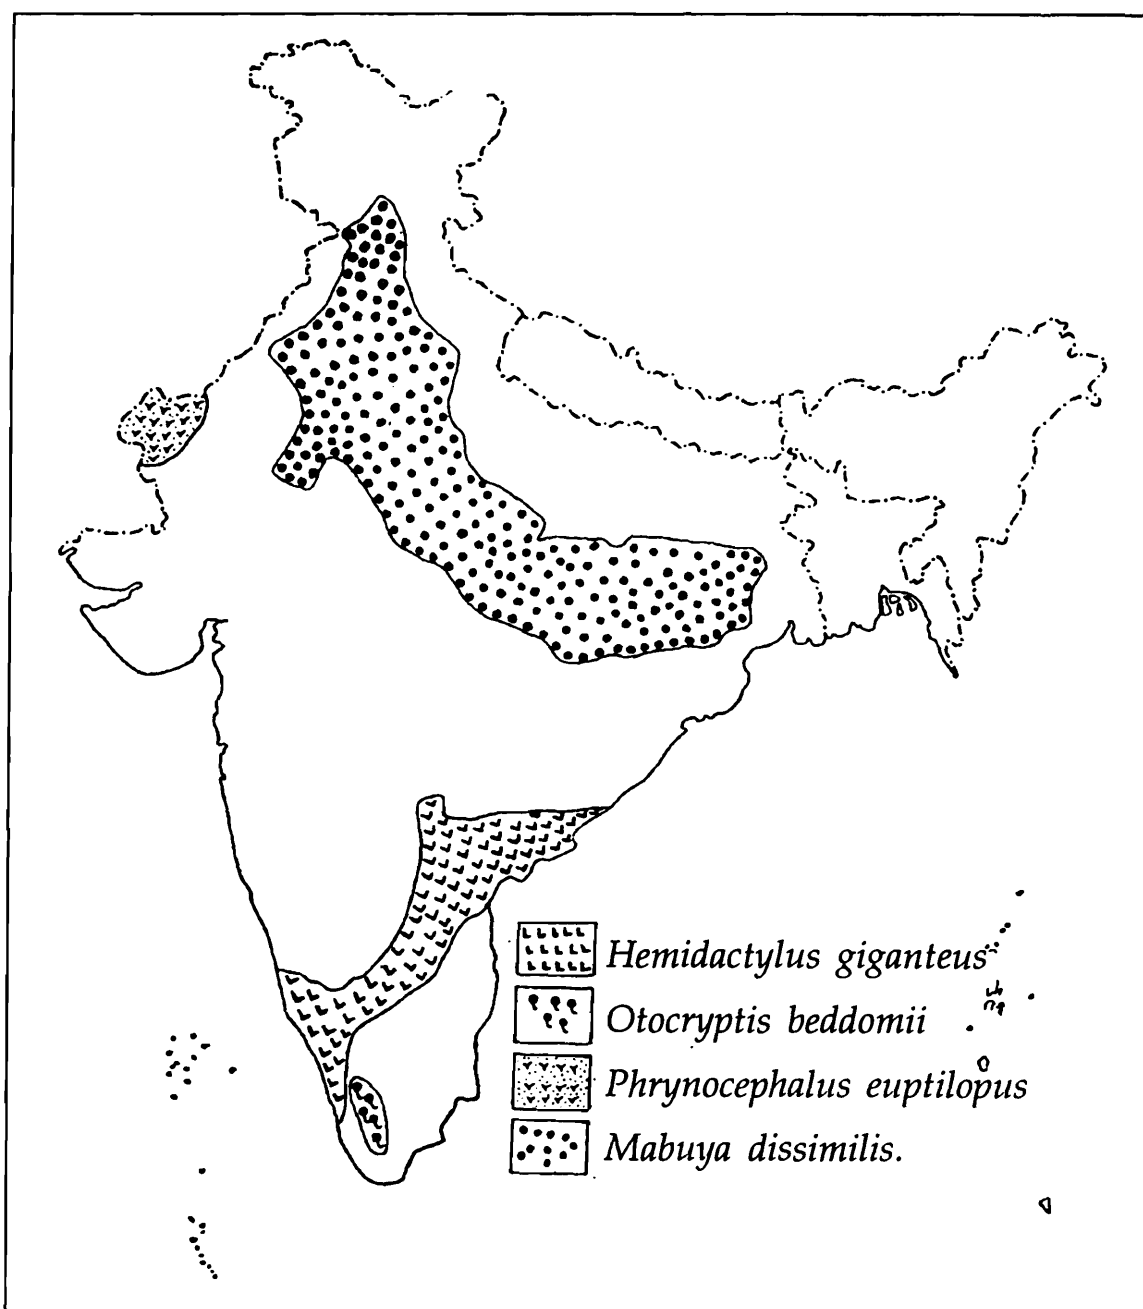 Hemidactylus giganteus
Otocryptis beddomii
Phrynocephalus euptilopus
Mabuya dissimilis.